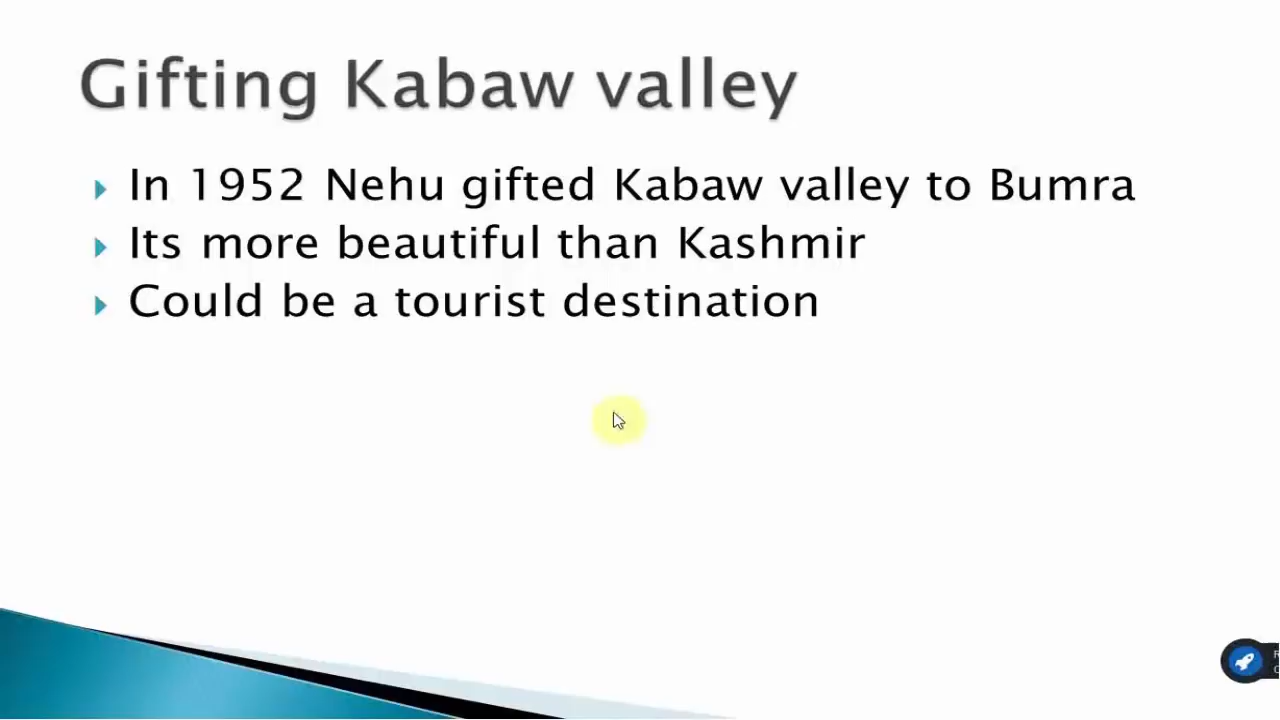 Gifting Kabaw valley
In 1952 Nehu gifted Kabaw valley to Bumra
Its more beautiful than Kashmir
Could be a tourist destination